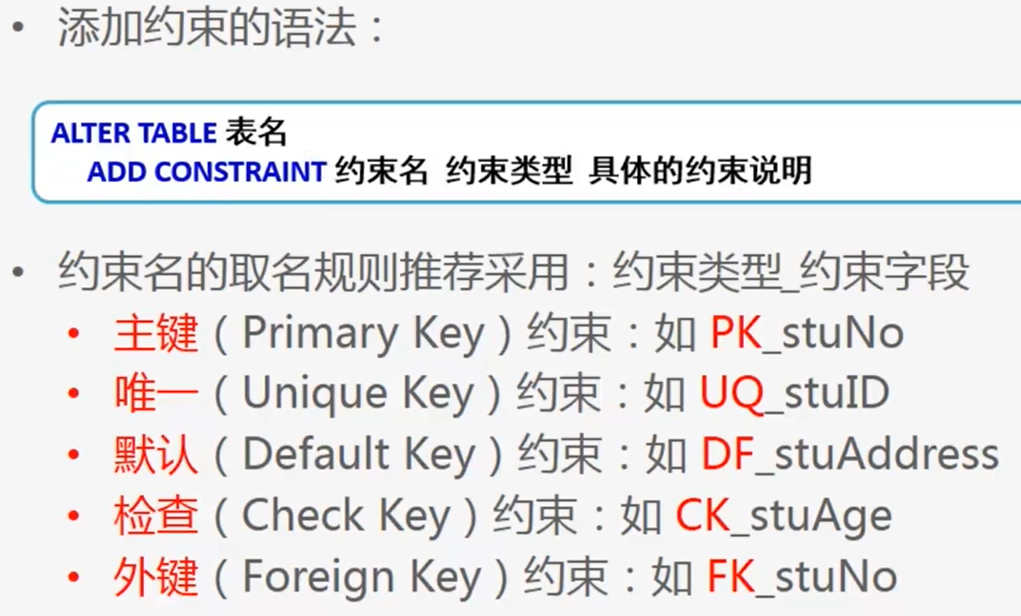 • 添加约束的语法：
ALTER TABLE 表名
ADD CONSTRAINT 约束名 约束类型 具体的约束说明
• 约束名的取名规则推荐采用：约束类型_约束字段
• 主键（Primary Key）约束：如 PK_stuNo
• 唯一（Unique Key）约束：如 UQ_stuID
• 默认（Default Key）约束：如 DF_stuAddress
• 检查（Check Key）约束：如 CK_stuAge
• 外键（Foreign Key）约束：如 FK_stuNo